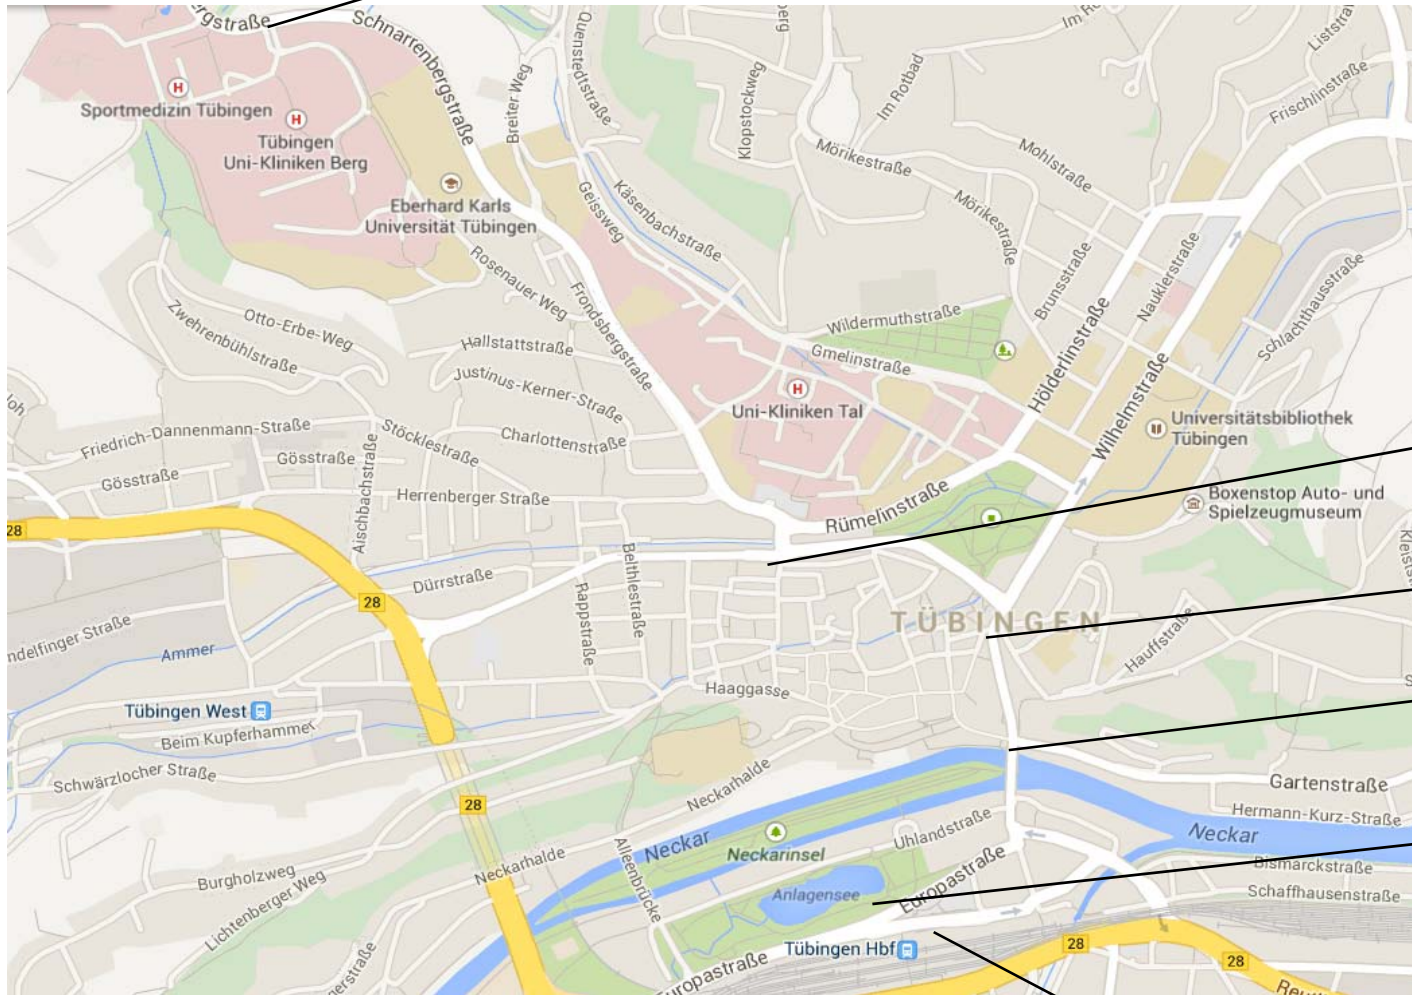 rgstraße
Schnarrenbergstraße
Quenstedtstraße
Breiter Weg
Klopstockweg
Im Rotbad
Frischlinstraße
Sportmedizin Tübingen
Tübingen
Uni-Kliniken Berg
Mörikestraße
Mohlstraße
Eberhard Karls
Universität Tübingen
Geissweg
Käsenbachstraße
Mörikestraße
Rosenauer Weg
Frondsbergstraße
Brunsstraße
Nauklerstraße
Schlachthausstraße
Zwehrenbühlstraße
Otto-Erbe-Weg
Hallstattstraße
Wildermuthstraße
Gmelinstraße
Hölderlinstraße
Wilhelmstraße
Justinus-Kerner-Straße
Uni-Kliniken Tal
Universitätsbibliothek
Tübingen
Friedrich-Dannenmann-Straße
Stöcklestraße
Charlottenstraße
Gösstraße
Gösstraße
Aischbachstraße
Herrenberger Straße
Rümelinstraße
Boxenstop Auto- und
Spielzeugmuseum
28
Belthlestraße
Dürrstraße
Rappstraße
28
TÜBINGEN
Hauffstraße
ndelfinger Straße
Ammer
Haaggasse
Tübingen West
Beim Kupferhammer
Schwärzlocher Straße
Neckarhalde
Gartenstraße
Hermann-Kurz-Straße
28
Neckar
Neckar
Neckarinsel
Uhlandstraße
Alleenbrücke
Neckarhalde
Bismarckstraße
Burgholzweg
Lichtenberger Weg
Anlagensee
Europastraße
Schaffhausenstraße
Tübingen Hbf
28
28
uropastraße